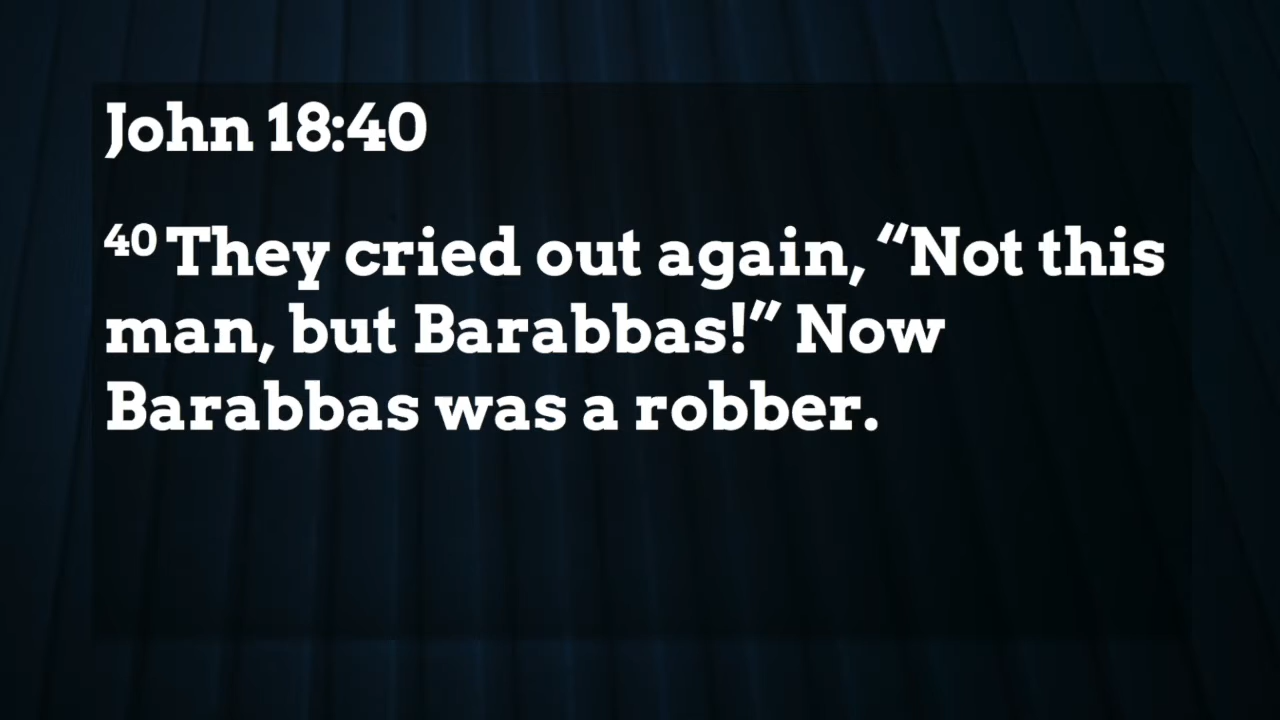 John 18:40
40 They cried out again, “Not this
man, but Barabbas!” Now
Barabbas was a robber.